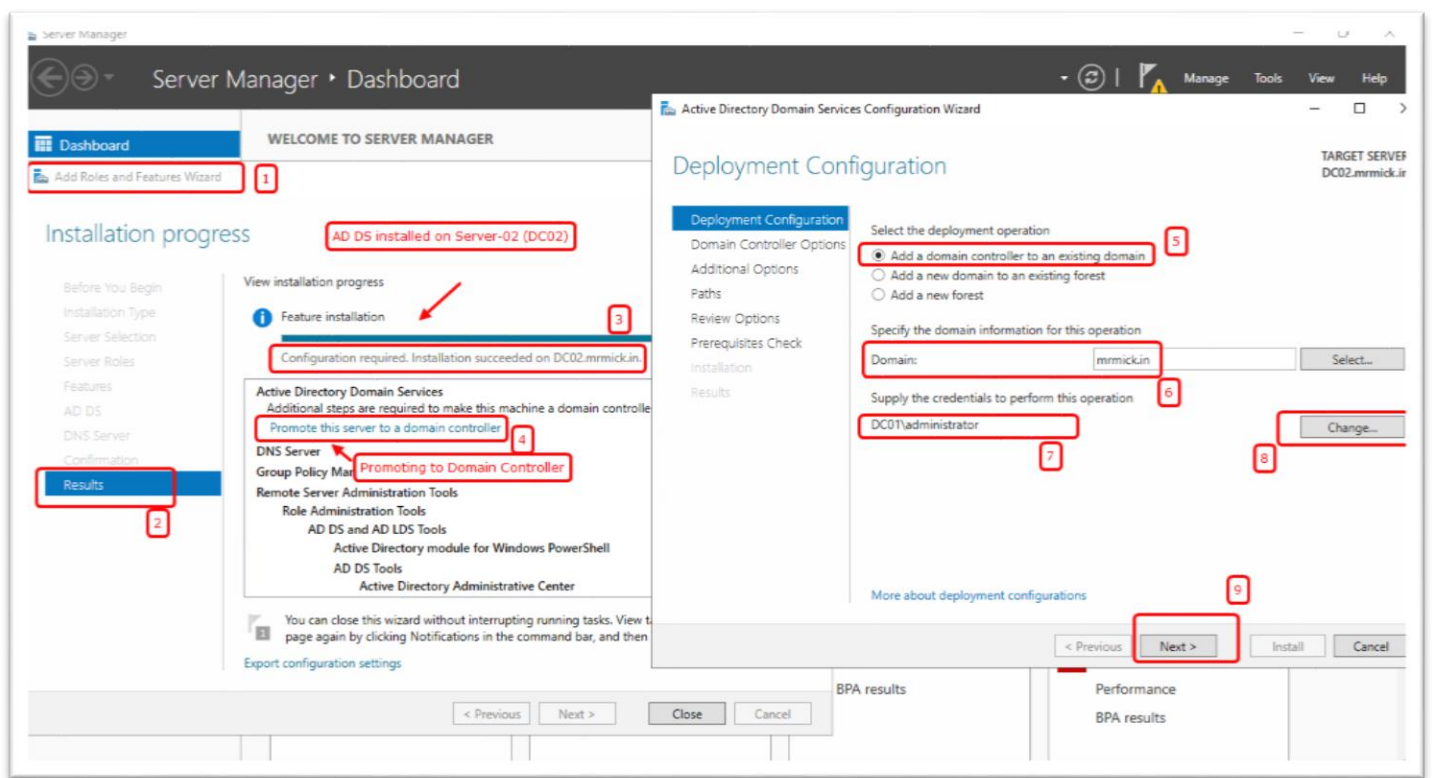 Server Manager
Server Manager • Dashboard
Manage Tools View Help
Dashboard
WELCOME TO SERVER MANAGER
Add Roles and Features Wizard
1
Installation progress
AD DS installed on Server-02 (DC02)
Before You Begin
Installation Type
Server Selection
Server Roles
Features
AD DS
DNS Server
Confirmation
Results
2
View installation progress
Feature installation
3
Configuration required. Installation succeeded on DC02.mrmick.in.
Active Directory Domain Services
Additional steps are required to make this machine a domain controlle
Promote this server to a domain controller
4
DNS Server
Promoting to Domain Controller
Group Policy Ma
Remote Server Administration Tools
Role Administration Tools
AD DS and AD LDS Tools
Active Directory module for Windows PowerShell
AD DS Tools
Active Directory Administrative Center
1
You can close this wizard without interrupting running tasks. View t
page again by clicking Notifications in the command bar, and then
Export configuration settings
< Previous Next > Close Cancel
Active Directory Domain Services Configuration Wizard
Deployment Configuration
TARGET SERVER
DC02.mrmick.in
Deployment Configuration
Domain Controller Options
Additional Options
Paths
Review Options
Prerequisites Check
Installation
Results
Select the deployment operation
5
Add a domain controller to an existing domain
Add a new domain to an existing forest
Add a new forest
Specify the domain information for this operation
Domain: mrmick.in Select...
6
Supply the credentials to perform this operation
DC01\administrator Change...
7
8
More about deployment configurations
9
< Previous Next > Install Cancel
BPA results
Performance
BPA results